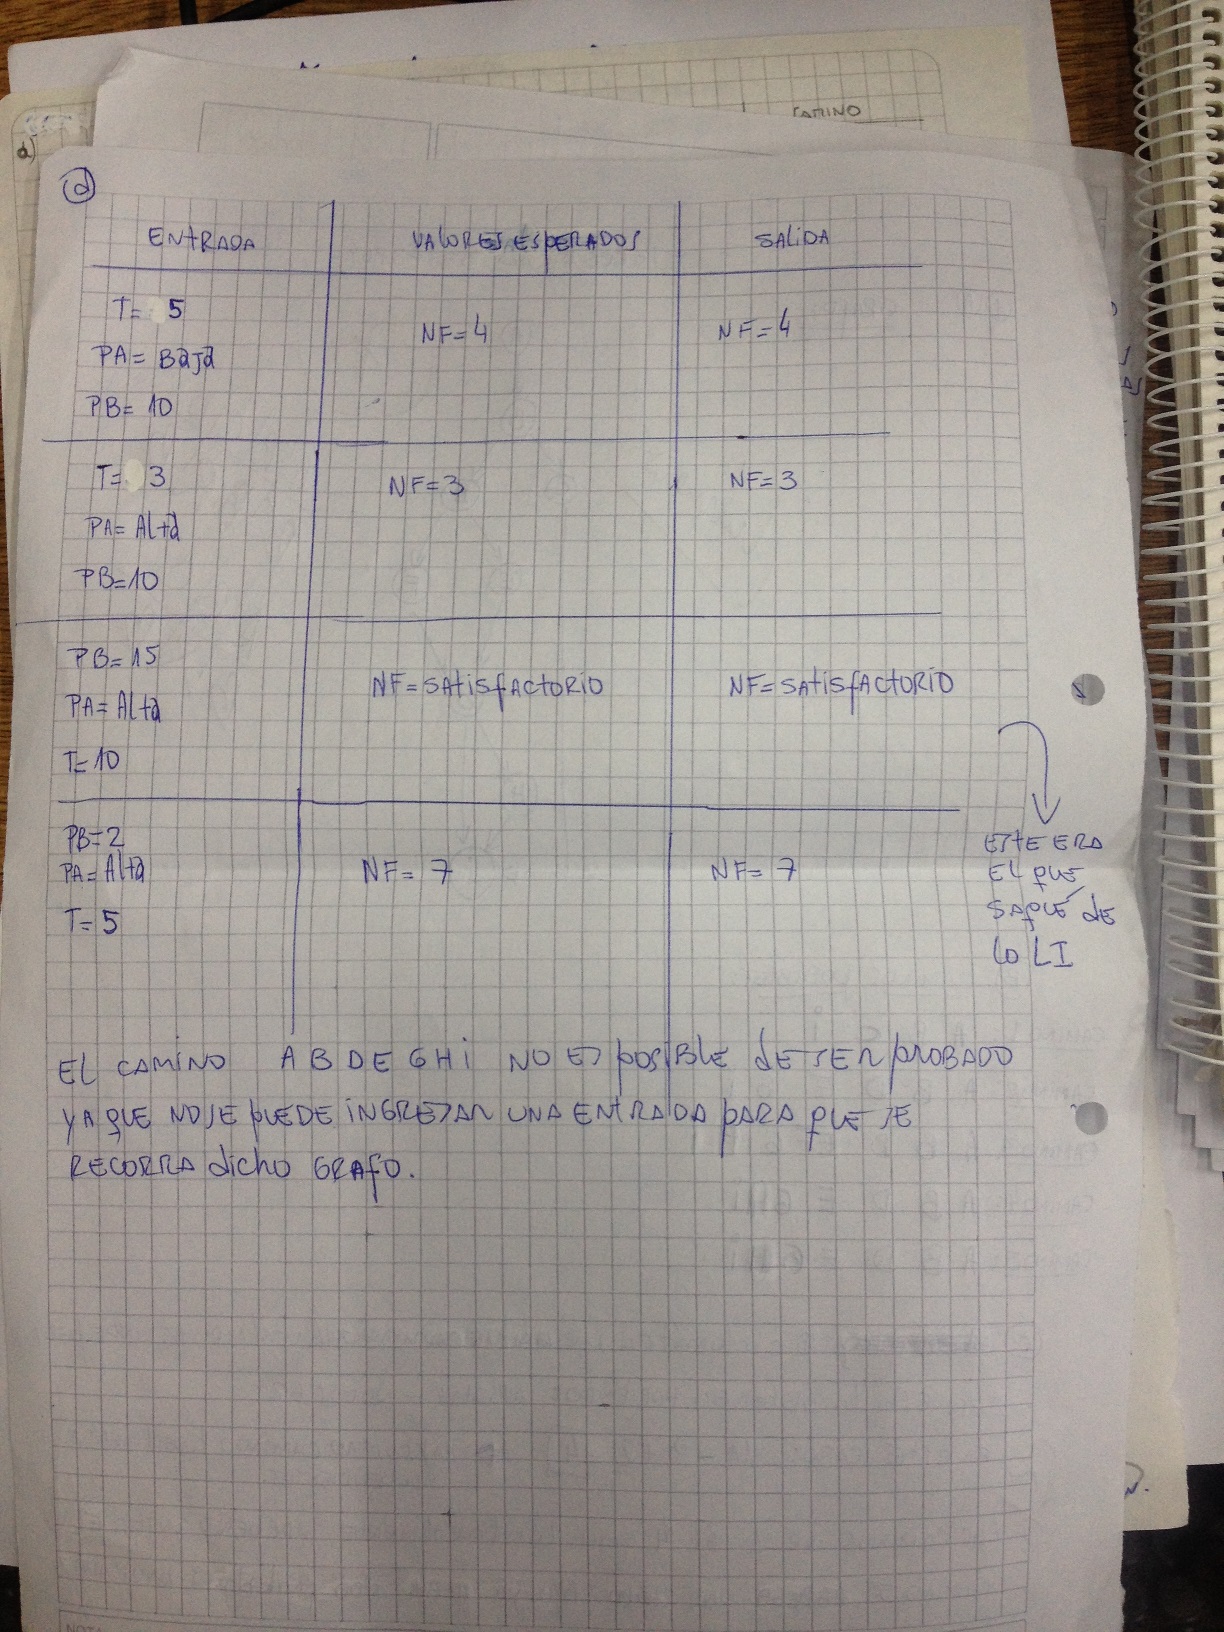 CAMINO
a)
d
ENTRADA VALORES ESPERADOS SALIDA
T= 5
PA= Baja
PB= 10
NF=4 NF=4
T= 3
PA= Alta
PB=10
NF=3 NF=3
PB=15
PA= Alta
T=10
NF=SATISFACTORIO NF=SATISFACTORIO
PB=2
PA= Alta
T=5
NF= 7 NF= 7
ESTE ERA
EL QUE
SAQUÉ de
lo LI
EL CAMINO A B D E G H i NO ES POSIBLE de SER PROBADO
YA QUE NO SE PUEDE INGRESAR UNA ENTRADA PARA QUE SE
RECORRA dicho GRAFO.